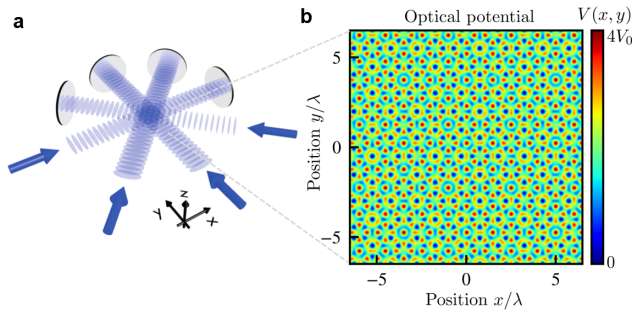 a
b
Optical potential
V(x, y)
4V₀
0
Position y/λ
5
0
−5
−5
0
5
Position x/λ
z
y
x